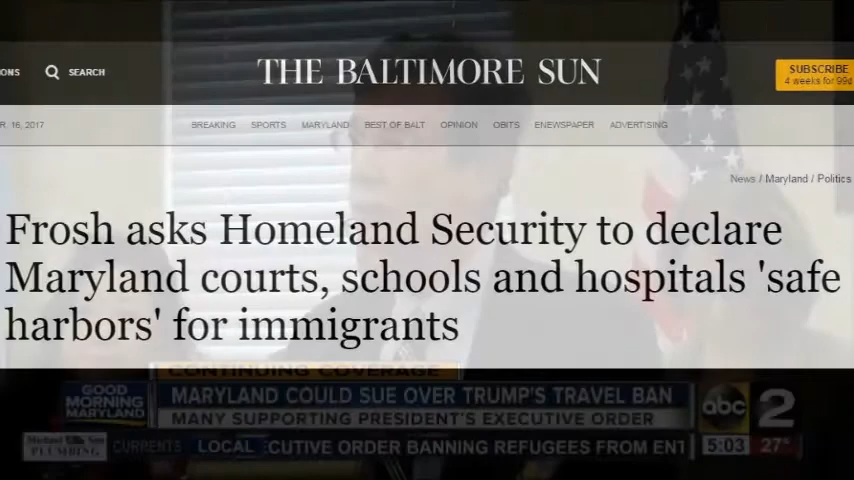 ONS
SEARCH
THE BALTIMORE SUN
SUBSCRIBE
4 weeks for 99¢
R. 16, 2017
BREAKING SPORTS MARYLAND BEST OF BALT OPINION OBITS ENEWSPAPER ADVERTISING
News / Maryland / Politics
Frosh asks Homeland Security to declare
Maryland courts, schools and hospitals 'safe
harbors' for immigrants
CONTINUING COVERAGE
GOOD
MORNING
MARYLAND
MARYLAND COULD SUE OVER TRUMP'S TRAVEL BAN
MANY SUPPORTING PRESIDENT'S EXECUTIVE ORDER
abc 2
PLUMBING
CURRENTS LOCAL CUTIVE ORDER BANNING REFUGEES FROM ENT
5:03 27°